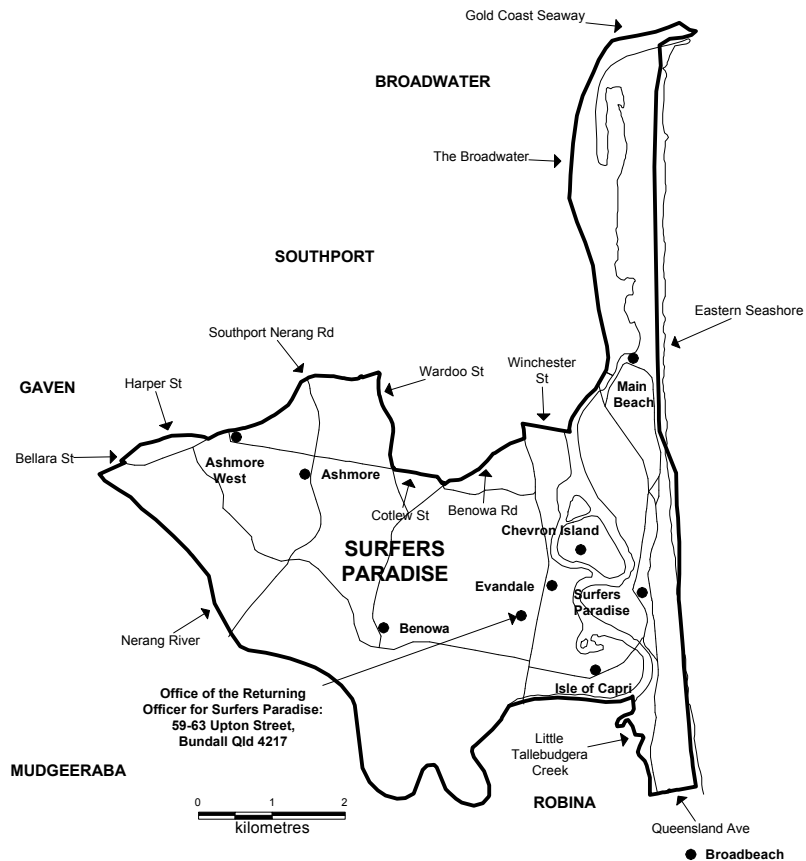 Gold Coast Seaway
BROADWATER
The Broadwater
SOUTHPORT
Eastern Seashore
Southport Nerang Rd
Winchester
St
Wardoo St
GAVEN
Harper St
Main
Beach
Bellara St
Ashmore
West
Ashmore
Cotlew St
Benowa Rd
Chevron Island
SURFERS
PARADISE
Evandale
Surfers
Paradise
Nerang River
Benowa
Isle of Capri
Office of the Returning
Officer for Surfers Paradise:
59-63 Upton Street,
Bundall Qld 4217
Little
Tallebudgera
Creek
MUDGEERABA
0 1 2
kilometres
ROBINA
Queensland Ave
Broadbeach